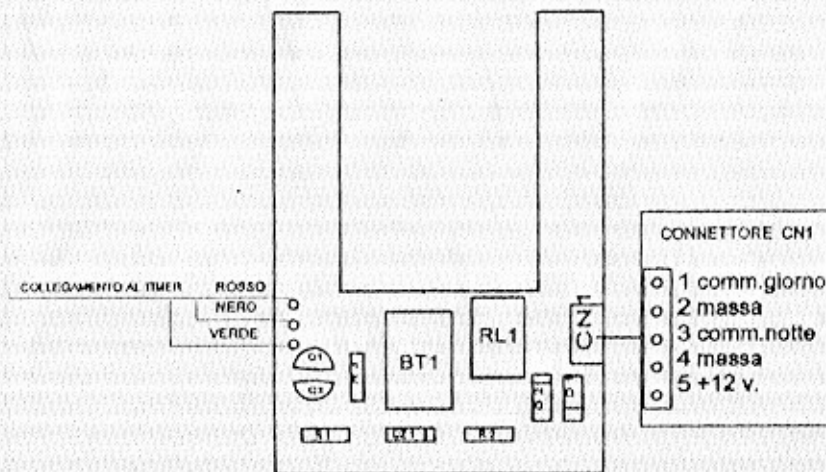 CONNETTORE CN1
1 comm.giorno
2 massa
3 comm.notte
4 massa
5 +12 v.
COLLEGAMENTO AL TIMER
ROSSO
NERO
VERDE
BT1
RL1
CN1